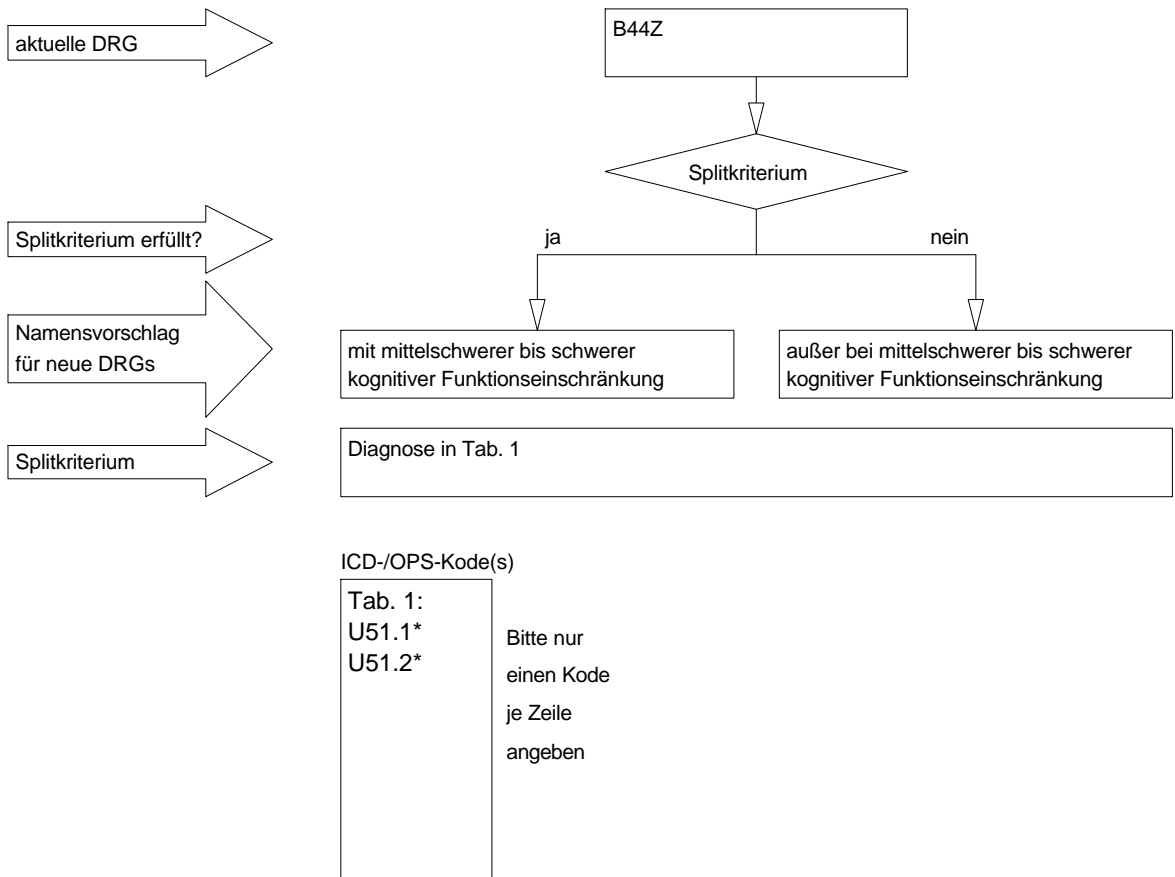 aktuelle DRG
B44Z
Splitkriterium
Splitkriterium erfüllt?
ja
nein
Namensvorschlag
für neue DRGs
mit mittelschwerer bis schwerer
kognitiver Funktionseinschränkung
außer bei mittelschwerer bis schwerer
kognitiver Funktionseinschränkung
Splitkriterium
Diagnose in Tab. 1
ICD-/OPS-Kode(s)
Tab. 1:
U51.1*
U51.2*
Bitte nur
einen Kode
je Zeile
angeben